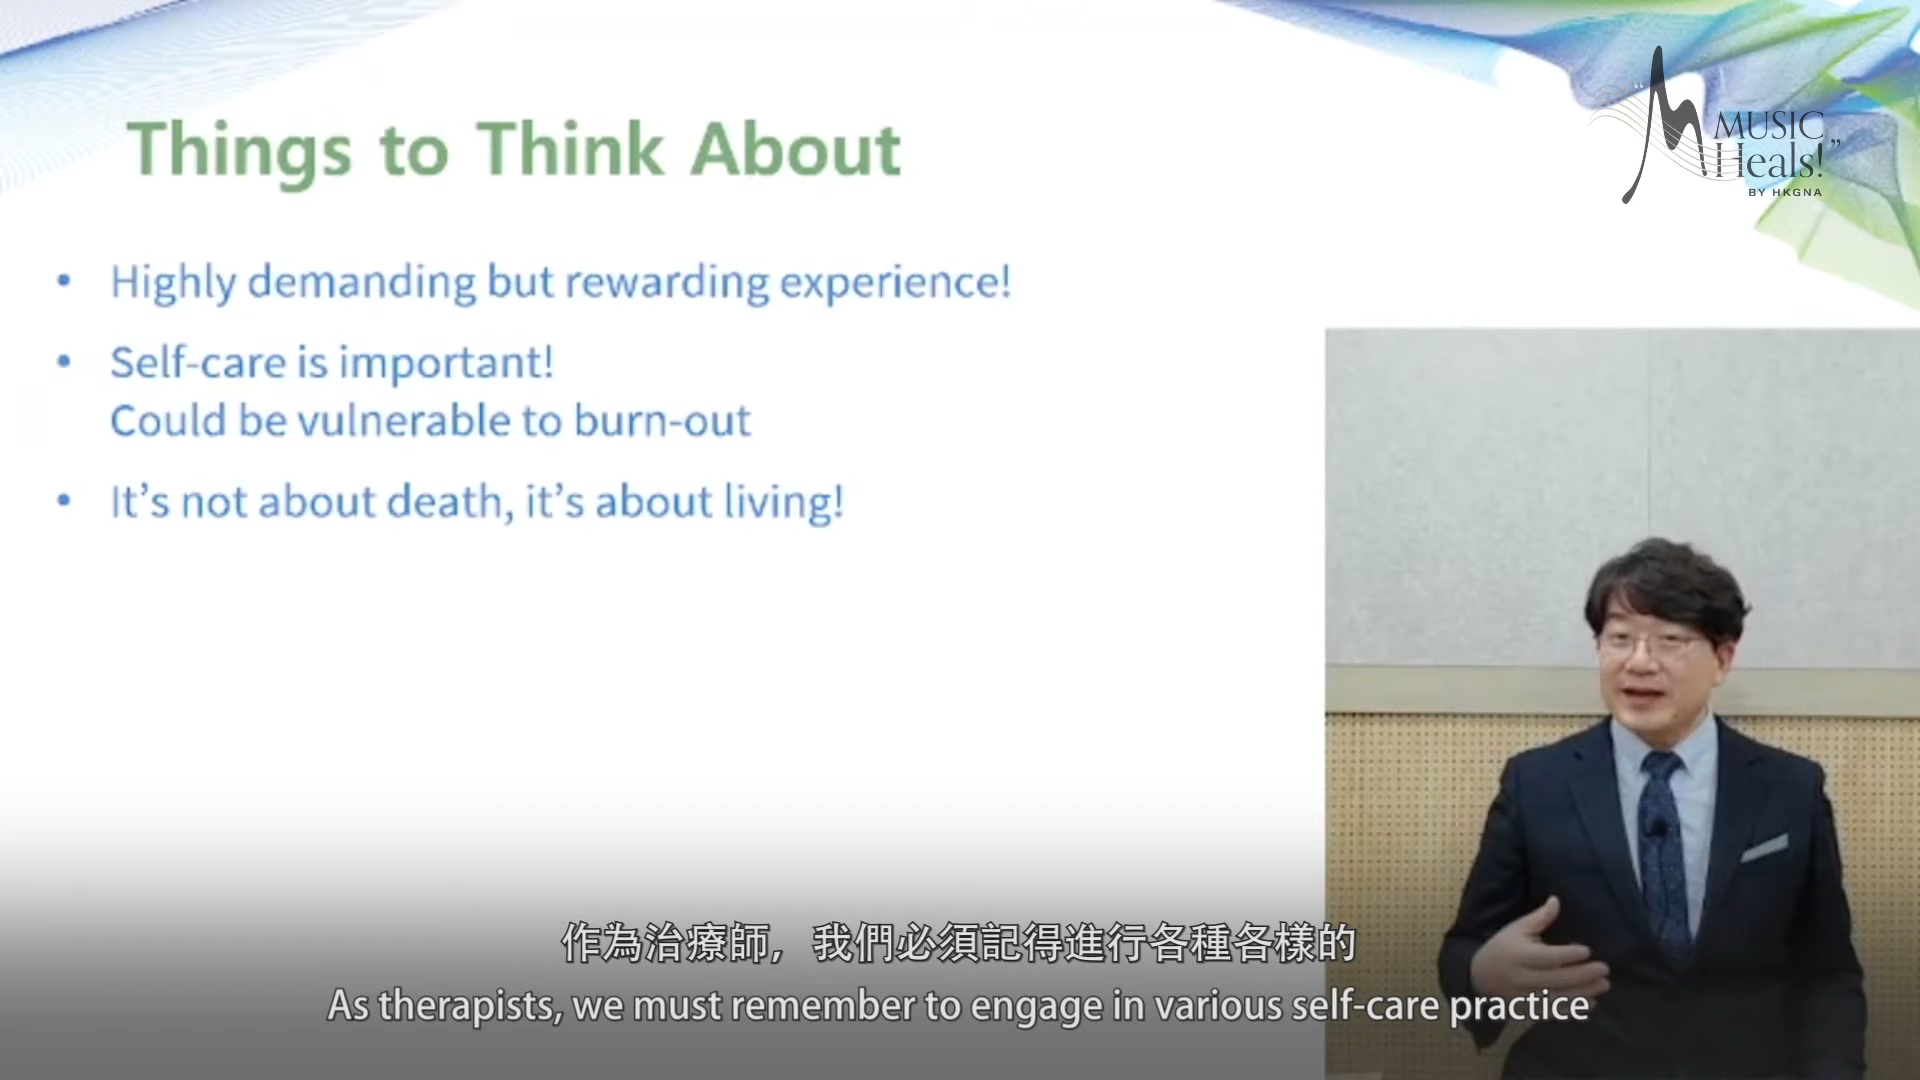 Things to Think About
"MUSIC
Heals!"
BY HKGNA
• Highly demanding but rewarding experience!
• Self-care is important!
Could be vulnerable to burn-out
• It's not about death, it's about living!
作為治療師，我們必須記得進行各種各樣的
As therapists, we must remember to engage in various self-care practice